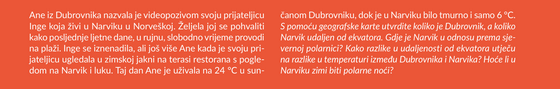 Ane iz Dubrovnika nazvala je videopozivom svoju prijateljicu
Inge koja živi u Narviku u Norveškoj. Željela joj se pohvaliti
kako posljednje ljetne dane, u rujnu, slobodno vrijeme provodi
na plaži. Inge se iznenadila, ali još više Ane kada je svoju pri-
jateljicu ugledala u zimskoj jakni na terasi restorana s pogle-
dom na Narvik i luku. Taj dan Ane je uživala na 24 °C u sun-
čanom Dubrovniku, dok je u Narviku bilo tmurno i samo 6 °C.
S pomoću geografske karte utvrdite koliko je Dubrovnik, a koliko
Narvik udaljen od ekvatora. Gdje je Narvik u odnosu prema sje-
vernoj polarnici? Kako razlike u udaljenosti od ekvatora utječu
na razlike u temperaturi između Dubrovnika i Narvika? Hoće li u
Narviku zimi biti polarne noći?